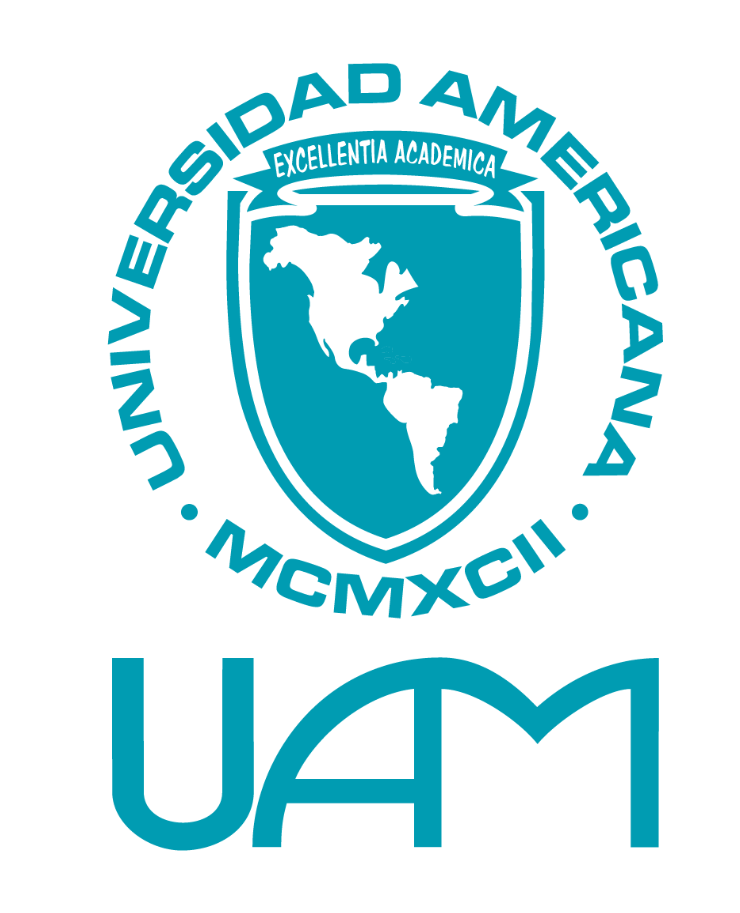 UNIVERSIDAD AMERICANA
EXCELLENTIA ACADEMICA
• MCMXCII •
UAM